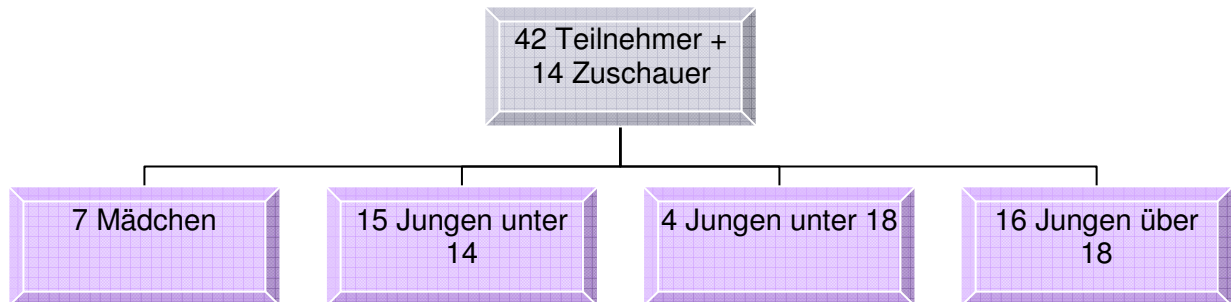 42 Teilnehmer +
14 Zuschauer
7 Mädchen
15 Jungen unter
14
4 Jungen unter 18
16 Jungen über
18